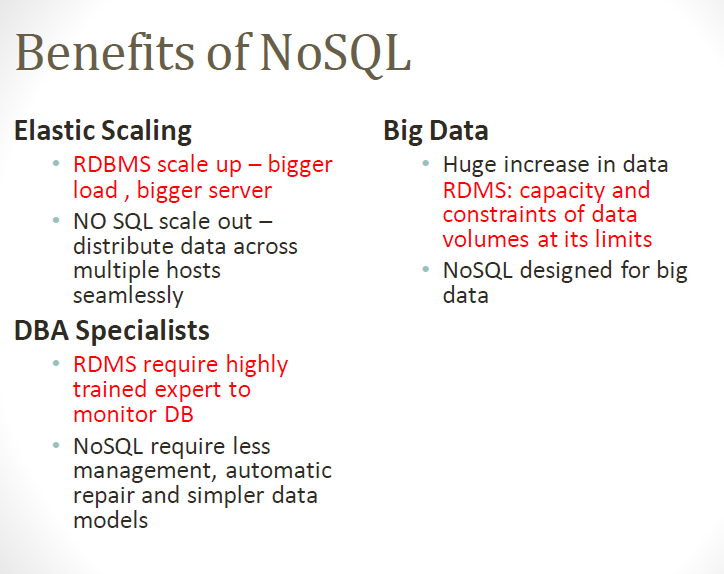 Benefits of NoSQL
Elastic Scaling
• RDBMS scale up – bigger
load , bigger server
• NO SQL scale out –
distribute data across
multiple hosts
seamlessly
DBA Specialists
• RDMS require highly
trained expert to
monitor DB
• NoSQL require less
management, automatic
repair and simpler data
models
Big Data
• Huge increase in data
RDMS: capacity and
constraints of data
volumes at its limits
• NoSQL designed for big
data